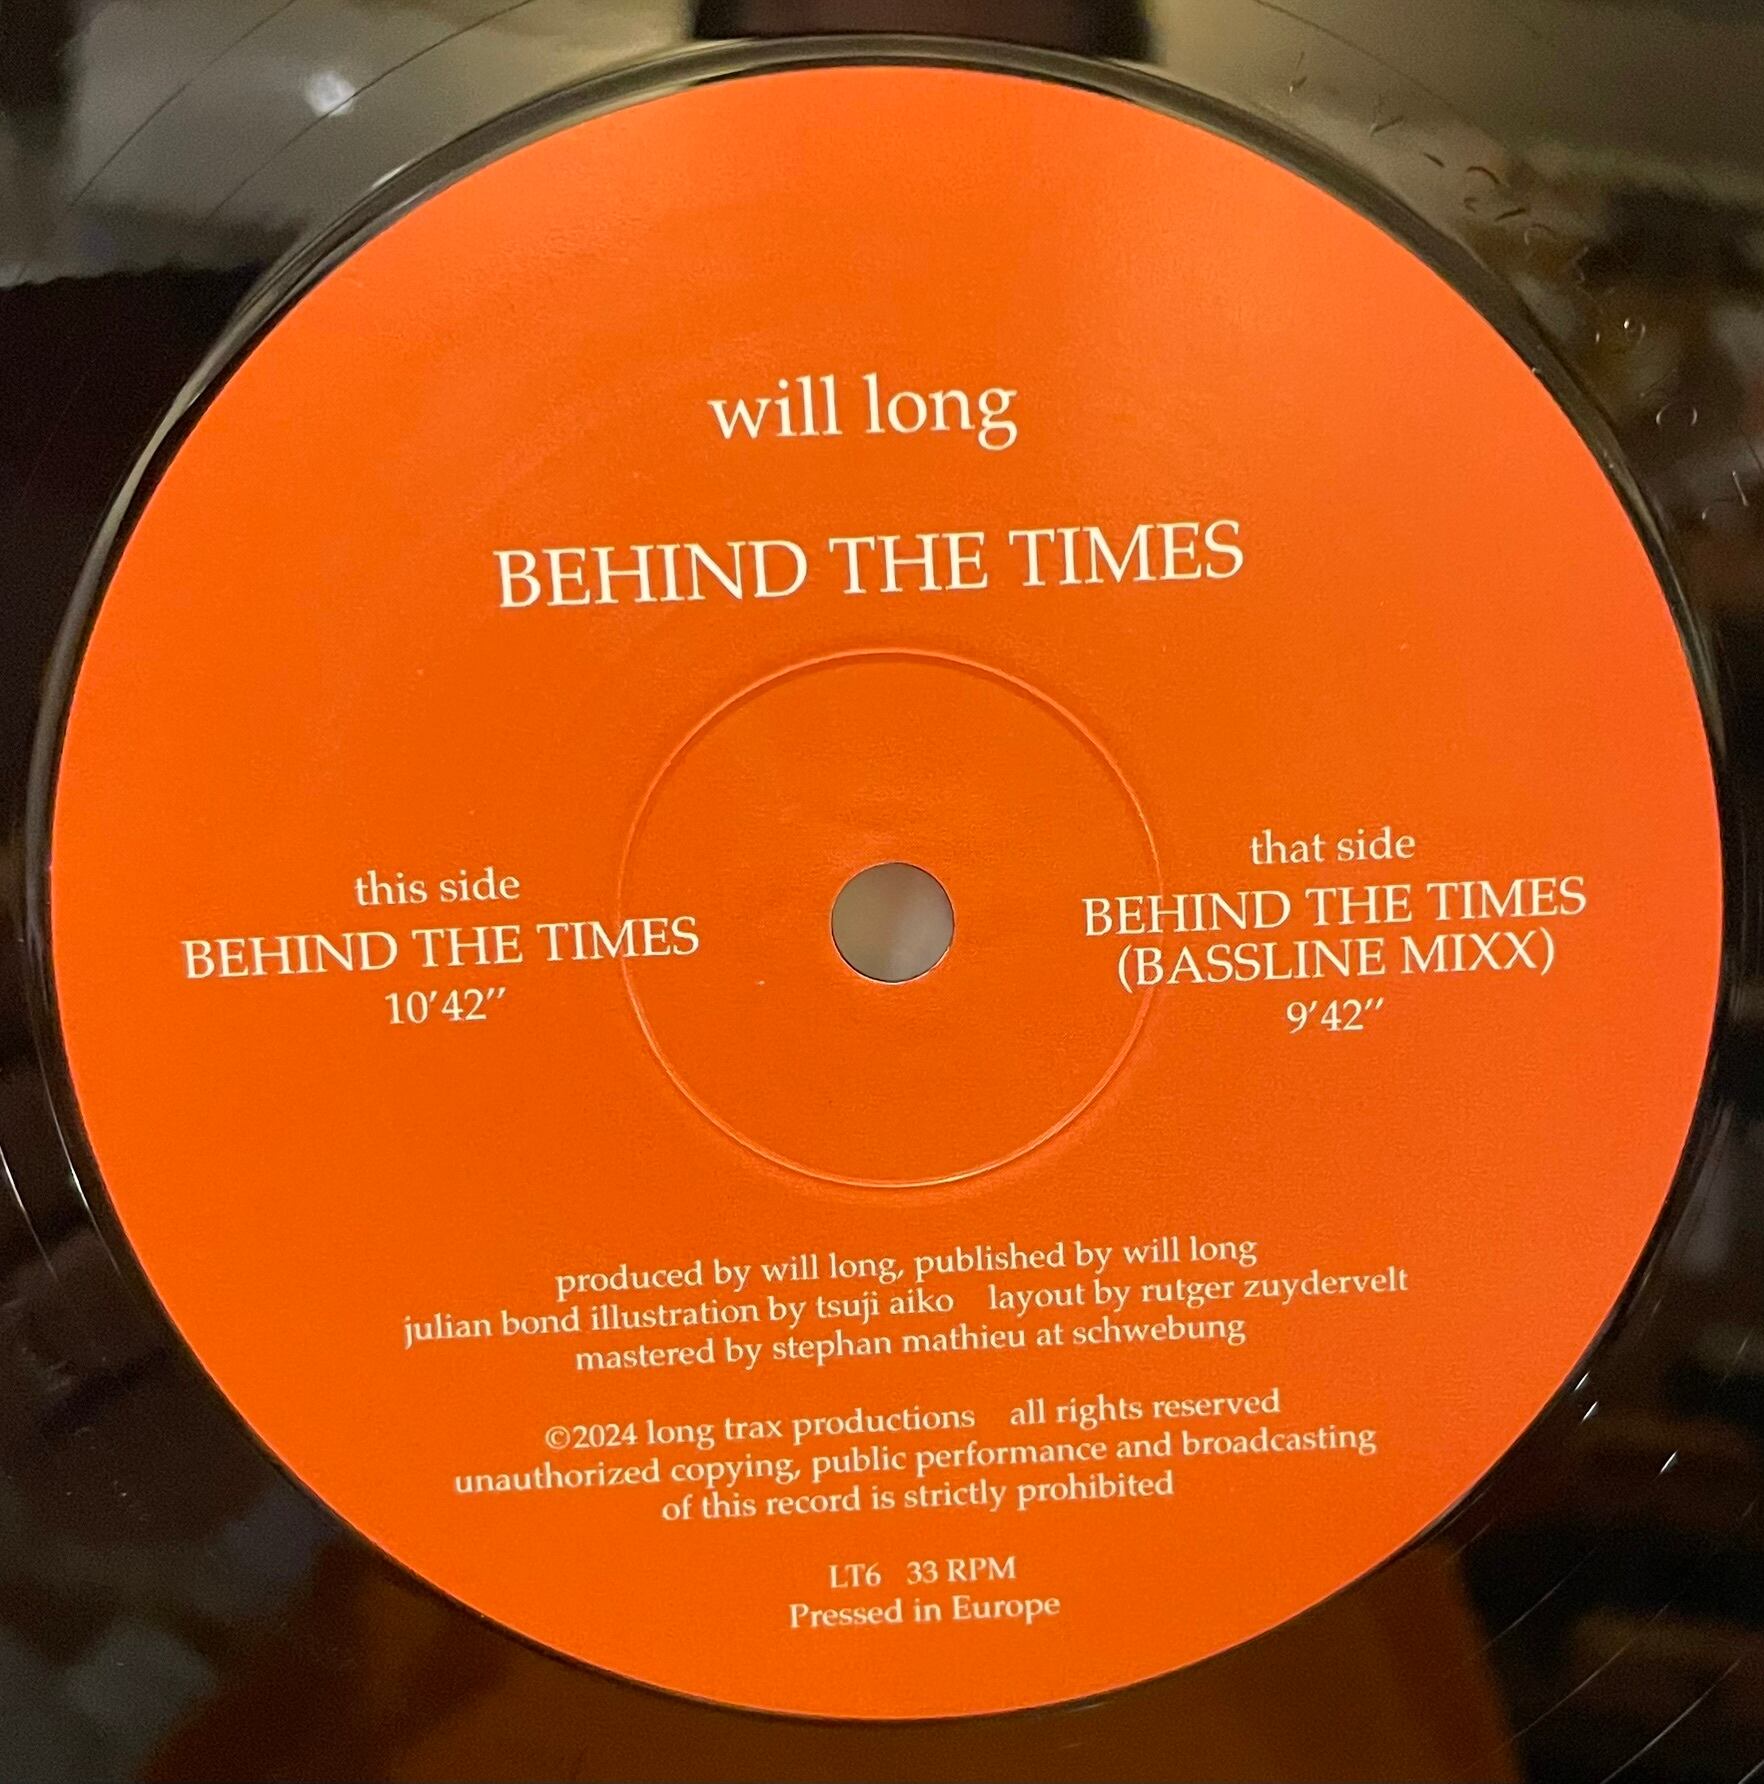 will long
BEHIND THE TIMES
this side
BEHIND THE TIMES
10'42"
that side
BEHIND THE TIMES
(BASSLINE MIXX)
9'42"
produced by will long, published by will long
julian bond illustration by tsuji aiko layout by rutger zuydervelt
mastered by stephan mathieu at schwebung
©2024 long trax productions all rights reserved
unauthorized copying, public performance and broadcasting
of this record is strictly prohibited
LT6 33 RPM
Pressed in Europe